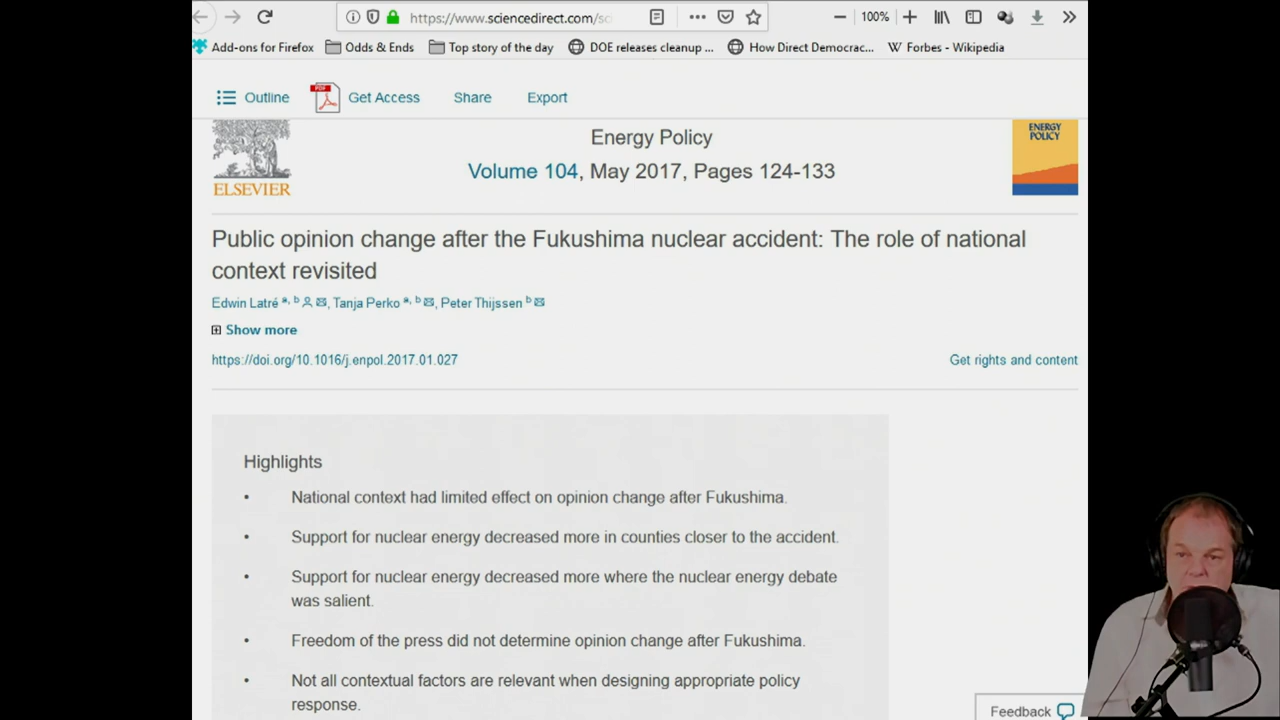 https://www.sciencedirect.com/sc
100%
Add-ons for Firefox
Odds & Ends
Top story of the day
DOE releases cleanup ...
How Direct Democrac...
W Forbes - Wikipedia
Outline
PDF
Get Access
Share
Export
ELSEVIER
Energy Policy
Volume 104, May 2017, Pages 124-133
ENERGY
POLICY
Public opinion change after the Fukushima nuclear accident: The role of national
context revisited
Edwin Latré a, b, Tanja Perko a, b, Peter Thijssen b
Show more
https://doi.org/10.1016/j.enpol.2017.01.027
Get rights and content
Highlights
• National context had limited effect on opinion change after Fukushima.
• Support for nuclear energy decreased more in counties closer to the accident.
• Support for nuclear energy decreased more where the nuclear energy debate
was salient.
• Freedom of the press did not determine opinion change after Fukushima.
• Not all contextual factors are relevant when designing appropriate policy
response.
Feedback